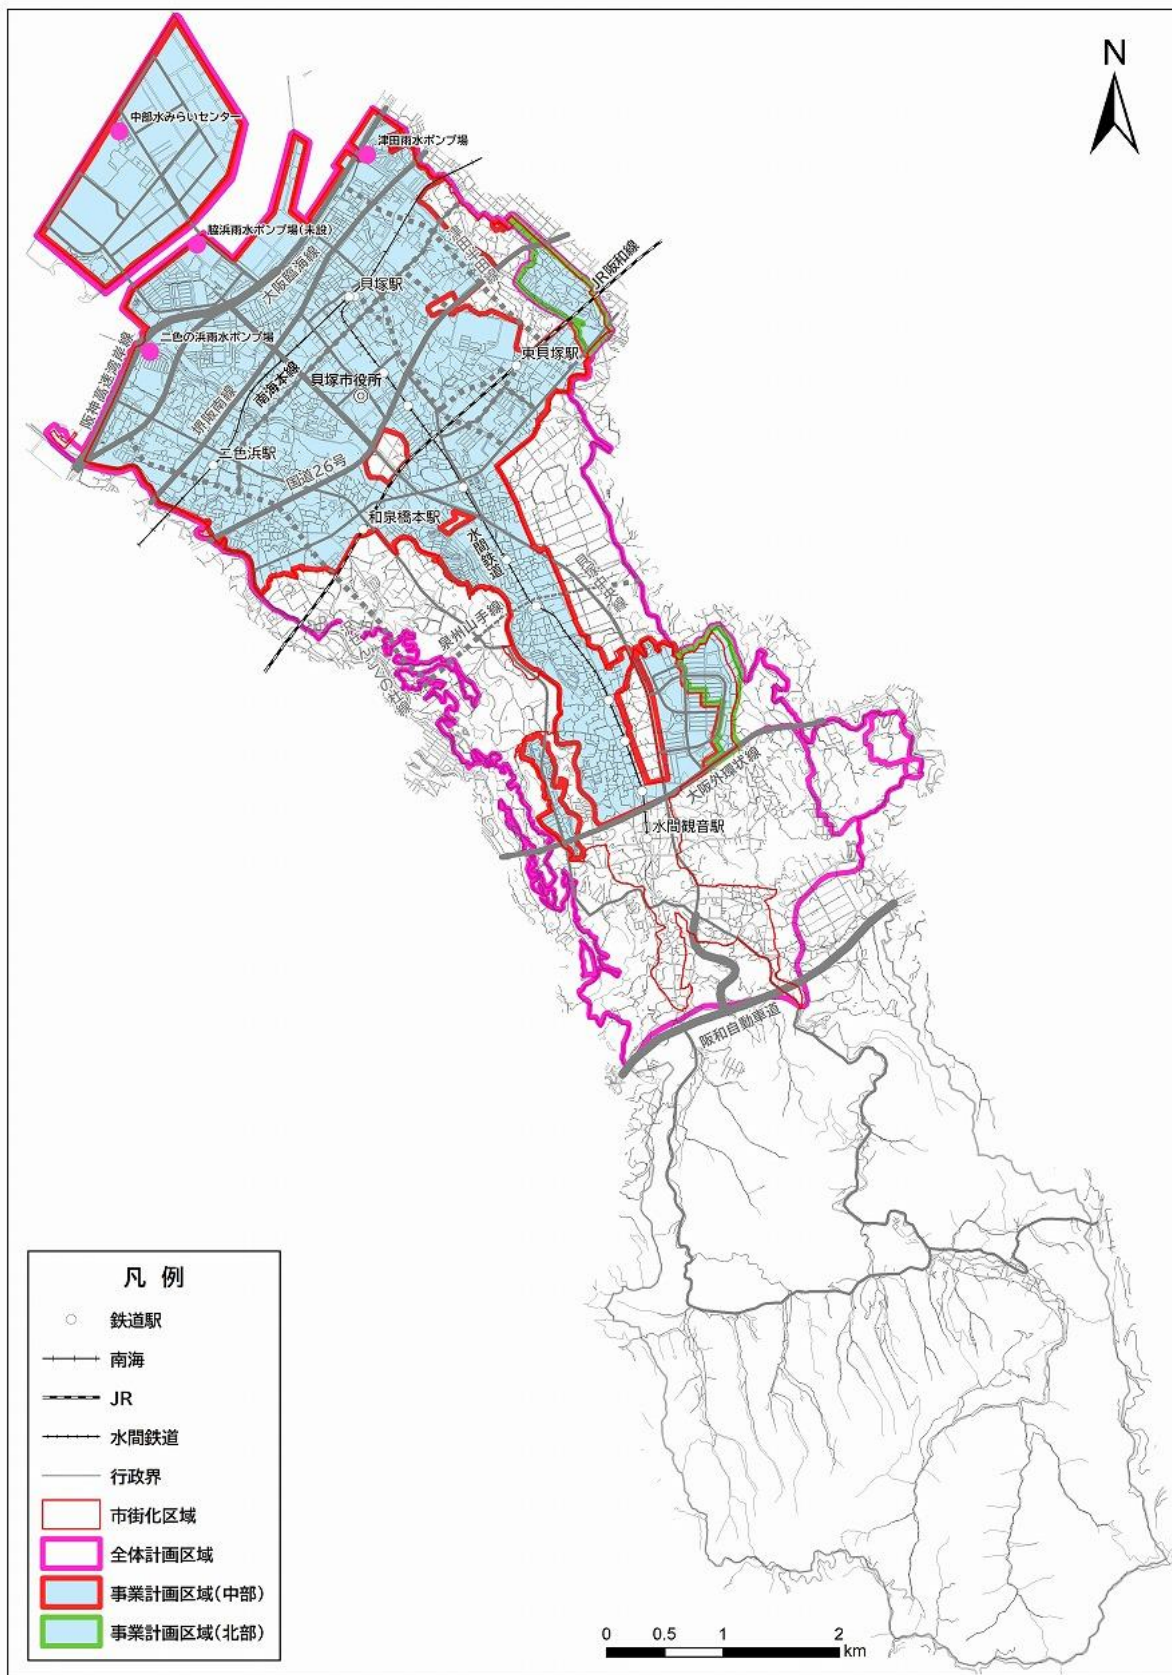 N
中部水みらいセンター
津田雨水ポンプ場
脇浜雨水ポンプ場(未設)
大阪臨海線
貝塚駅
JR阪和線
二色の浜雨水ポンプ場
東貝塚駅
阪神高速湾岸線
南海本線
貝塚市役所
堺阪南線
二色浜駅
国道26号
和泉橋本駅
水間鉄道
貝塚中央線
泉州山手線
大阪外環状線
水間観音駅
阪和自動車道
凡 例
鉄道駅
南海
JR
水間鉄道
行政界
市街化区域
全体計画区域
事業計画区域(中部)
事業計画区域(北部)
0 0.5 1 2
km